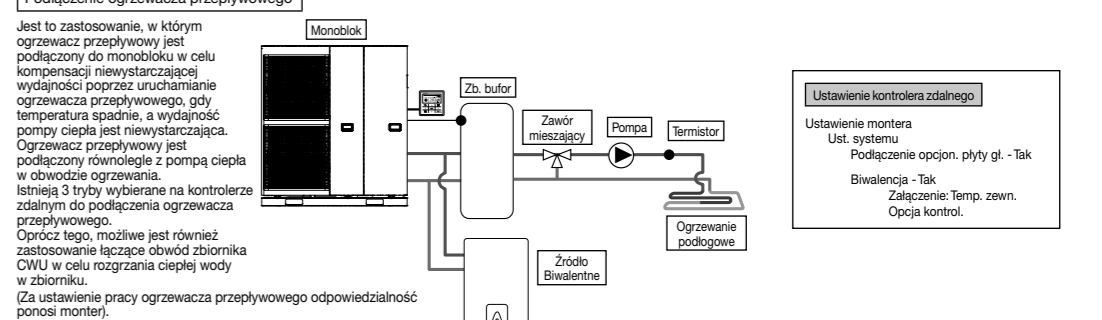 Podłączenie ogrzewacza przepływowego
Jest to zastosowanie, w którym
ogrzewacz przepływowy jest
podłączony do monobloku w celu
kompensacji niewystarczającej
wydajności poprzez uruchamianie
ogrzewacza przepływowego, gdy
temperatura spadnie, a wydajność
pompy ciepła jest niewystarczająca.
Ogrzewacz przepływowy jest
podłączony równolegle z pompą ciepła
w obwodzie ogrzewania.
Istnieją 3 tryby wybierane na kontrolerze
zdalnym do podłączenia ogrzewacza
przepływowego.
Oprócz tego, możliwe jest również
zastosowanie łączące obwód zbiornika
CWU w celu rozgrzania ciepłej wody
w zbiorniku.
(Za ustawienie pracy ogrzewacza przepływowego odpowiedzialność
ponosi monter).
Monoblok
Zb. bufor
Zawór
mieszający
Pompa
Termistor
Ogrzewanie
podłogowe
Źródło
Biwalentne
Ustawienie kontrolera zdalnego
Ustawienie montera
Ust. systemu
Podłączenie opcjon. płyty gł. - Tak
Biwalencja - Tak
Załączenie: Temp. zewn.
Opcja kontrol.